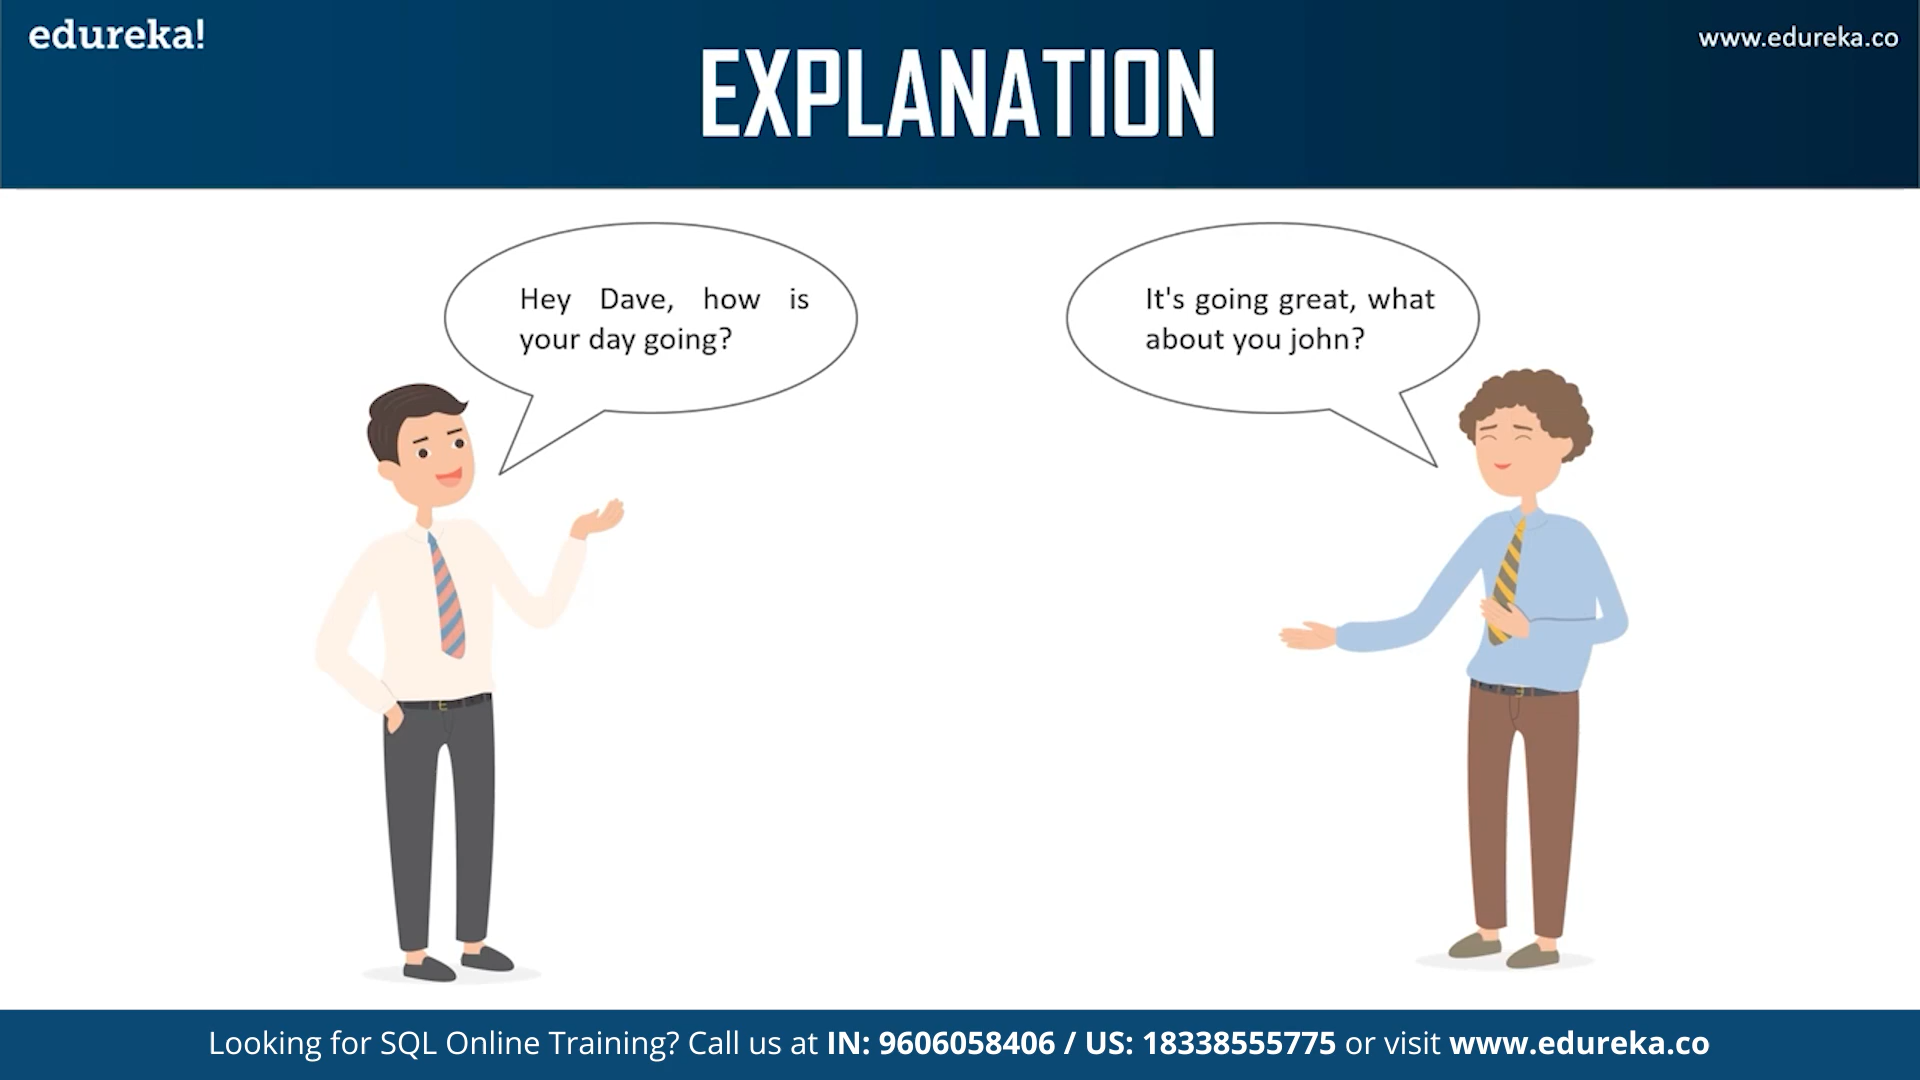 edureka!
www.edureka.co
EXPLANATION
Hey Dave, how is
your day going?
It's going great, what
about you john?
Looking for SQL Online Training? Call us at IN: 9606058406 / US: 18338555775 or visit www.edureka.co